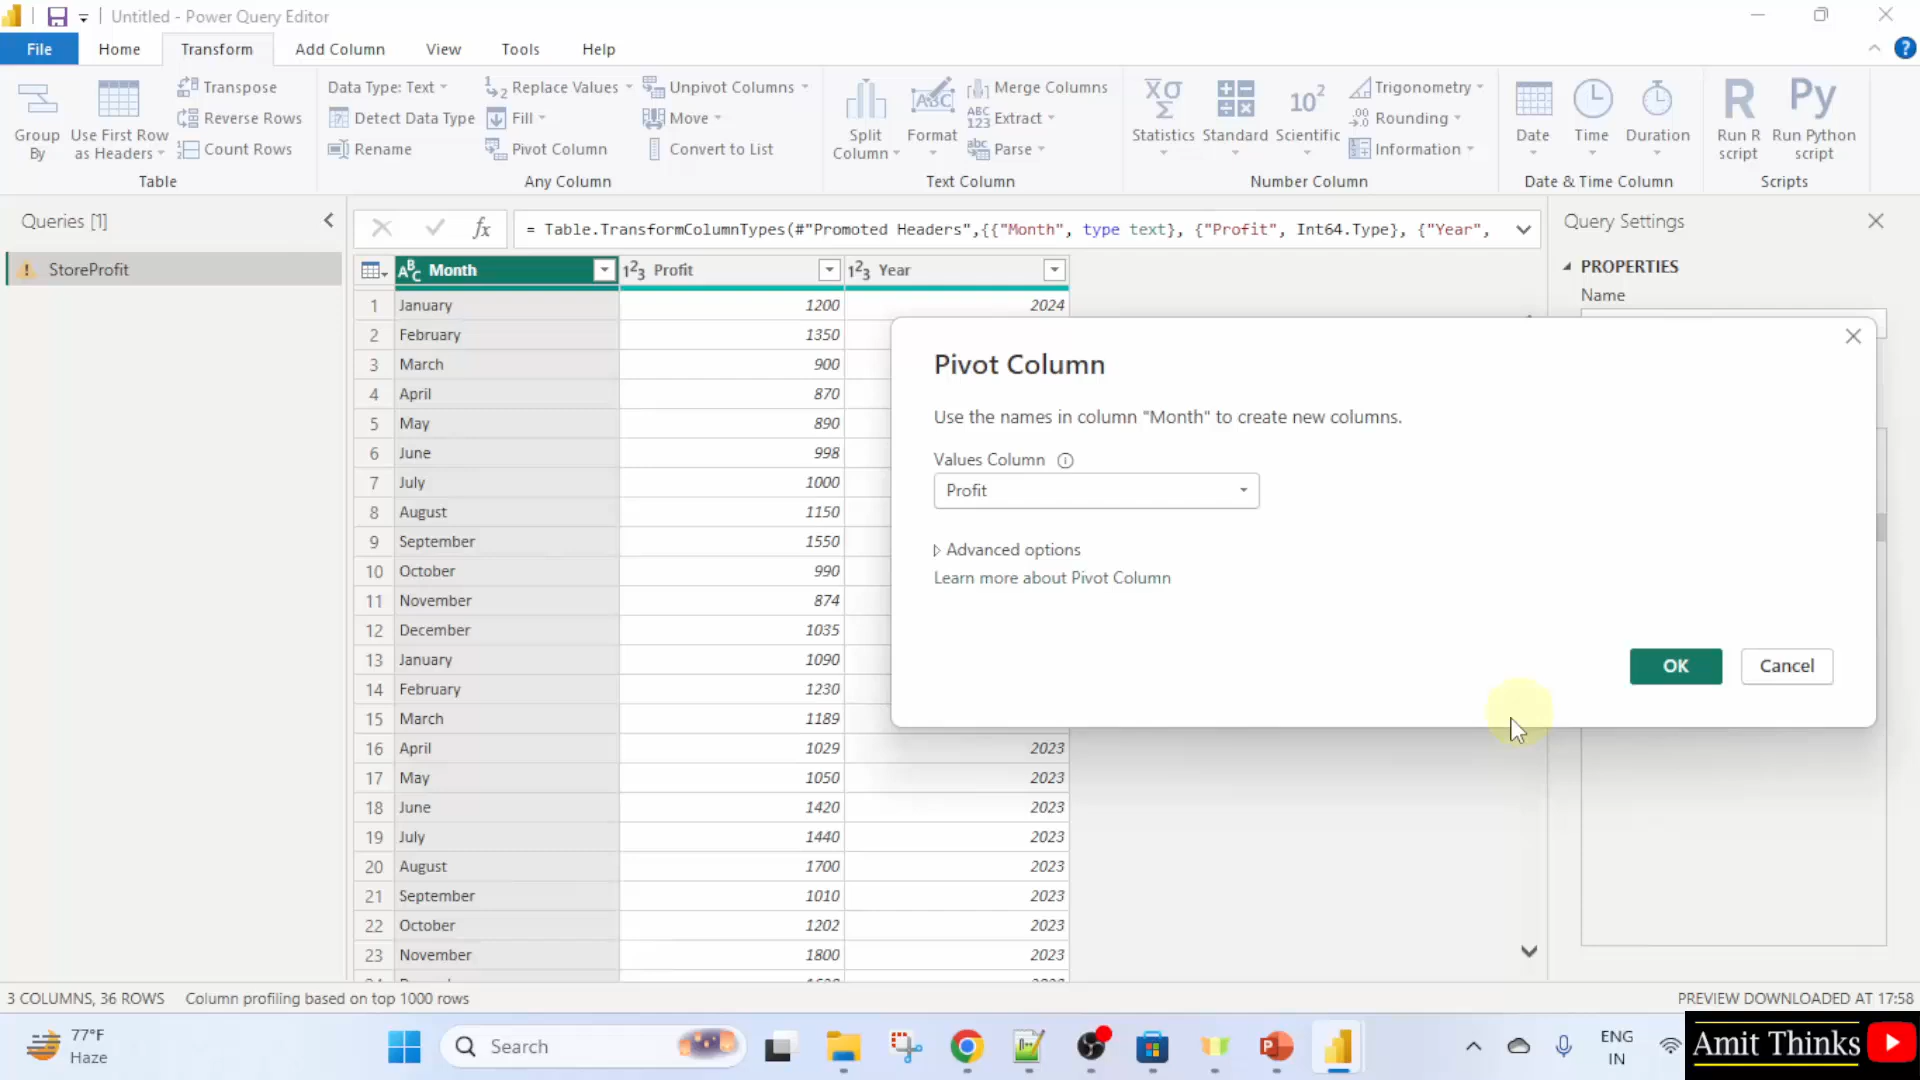 Untitled - Power Query Editor
File Home Transform Add Column View Tools Help
Group By
Use First Row as Headers
Transpose
Reverse Rows
Count Rows
Table
Data Type: Text
Detect Data Type
Rename
Replace Values
Fill
Pivot Column
Unpivot Columns
Move
Convert to List
Any Column
Split Column
Format
Merge Columns
Extract
Parse
Text Column
Statistics
Standard
Scientific
Trigonometry
Rounding
Information
Number Column
Date
Time
Duration
Date & Time Column
Run R script
Run Python script
Scripts
Queries [1]
StoreProfit
fx = Table.TransformColumnTypes(#"Promoted Headers",{{"Month", type text}, {"Profit", Int64.Type}, {"Year",
Query Settings
PROPERTIES
Name
Month Profit Year
1 January 1200 2024
2 February 1350
3 March 900
4 April 870
5 May 890
6 June 998
7 July 1000
8 August 1150
9 September 1550
10 October 990
11 November 874
12 December 1035
13 January 1090
14 February 1230
15 March 1189
16 April 1029 2023
17 May 1050 2023
18 June 1420 2023
19 July 1440 2023
20 August 1700 2023
21 September 1010 2023
22 October 1202 2023
23 November 1800 2023
Pivot Column
Use the names in column "Month" to create new columns.
Values Column
Profit
Advanced options
Learn more about Pivot Column
OK Cancel
3 COLUMNS, 36 ROWS Column profiling based on top 1000 rows
PREVIEW DOWNLOADED AT 17:58
77°F
Haze
Search
ENG
IN
Amit Thinks